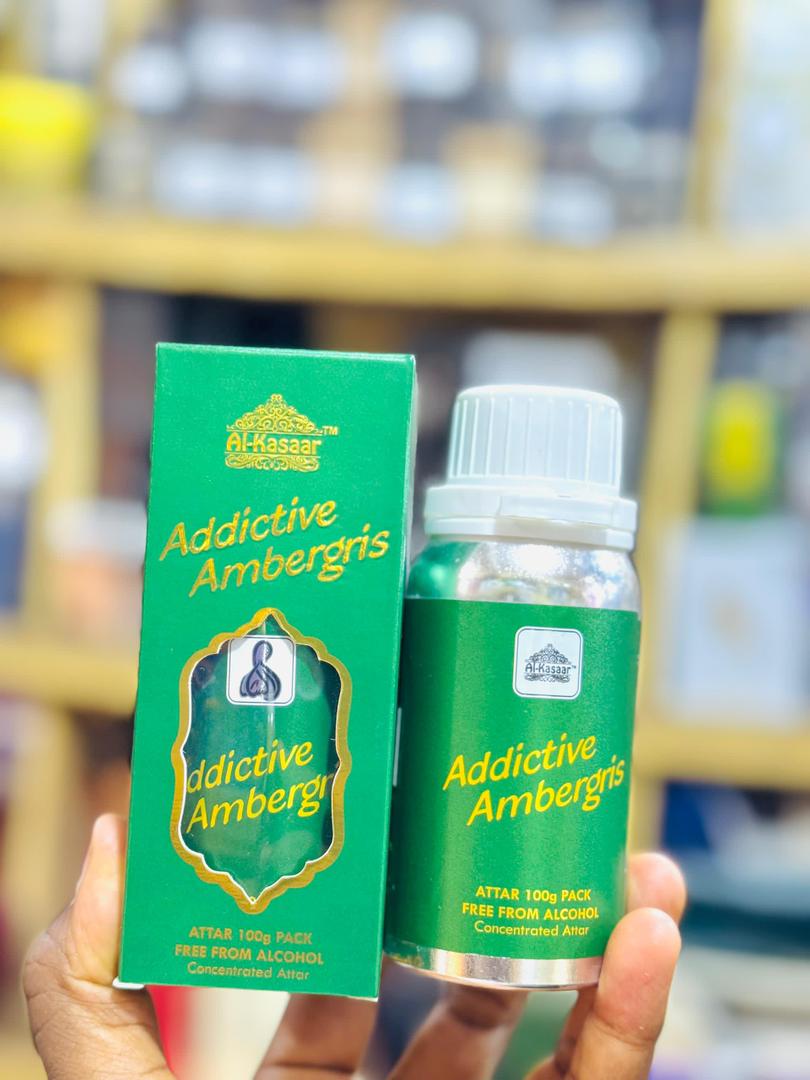 Al-Kasaar™
Addictive
Ambergris
ddictive
Ambergr
ATTAR 100g PACK
FREE FROM ALCOHOL
Concentrated Attar
Al-Kasaar™
Addictive
Ambergris
ATTAR 100g PACK
FREE FROM ALCOHOL
Concentrated Attar